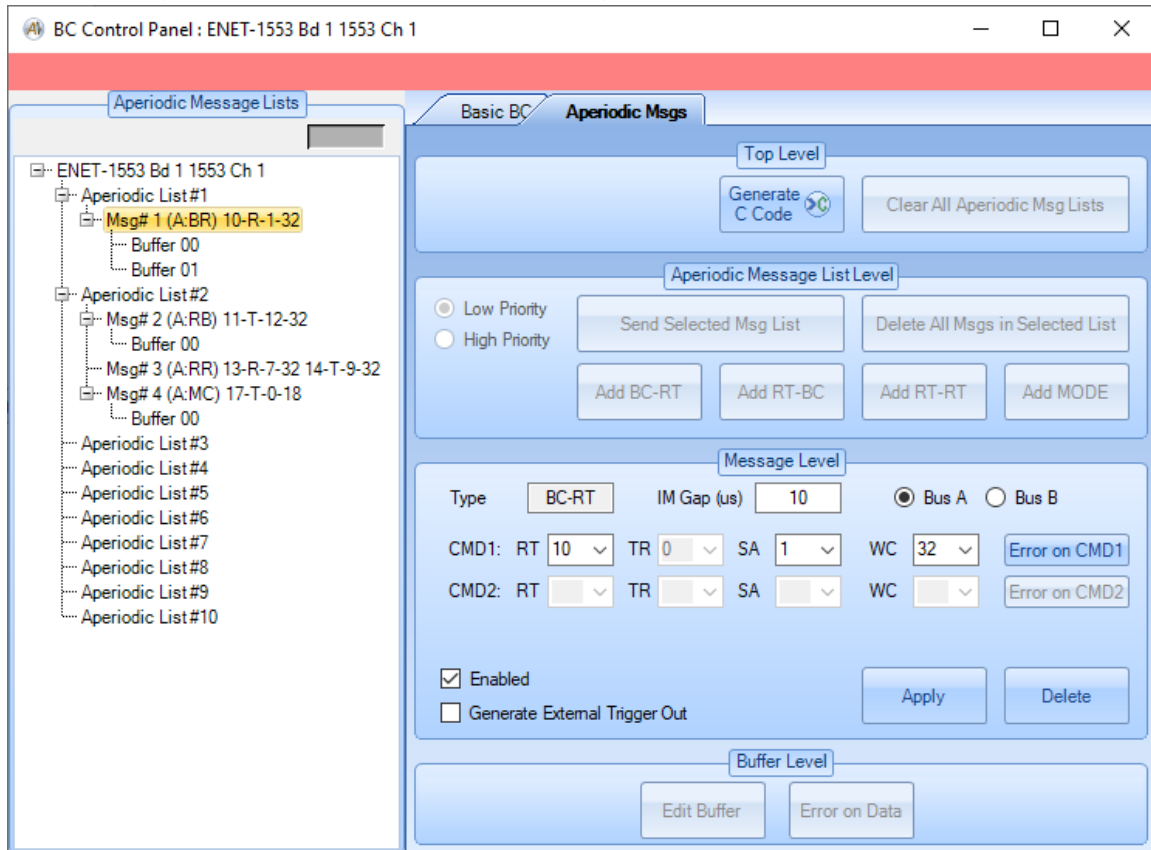 BC Control Panel : ENET-1553 Bd 1 1553 Ch 1
Aperiodic Message Lists
ENET-1553 Bd 1 1553 Ch 1
Aperiodic List #1
Msg# 1 (A:BR) 10-R-1-32
Buffer 00
Buffer 01
Aperiodic List #2
Msg# 2 (A:RB) 11-T-12-32
Buffer 00
Msg# 3 (A:RR) 13-R-7-32 14-T-9-32
Msg# 4 (A:MC) 17-T-0-18
Buffer 00
Aperiodic List #3
Aperiodic List #4
Aperiodic List #5
Aperiodic List #6
Aperiodic List #7
Aperiodic List #8
Aperiodic List #9
Aperiodic List #10
Basic BC Aperiodic Msgs
Top Level
Generate
C Code
Clear All Aperiodic Msg Lists
Aperiodic Message List Level
Low Priority
High Priority
Send Selected Msg List Delete All Msgs in Selected List
Add BC-RT Add RT-BC Add RT-RT Add MODE
Message Level
Type BC-RT IM Gap (us) 10 Bus A Bus B
CMD1: RT 10 TR 0 SA 1 WC 32 Error on CMD1
CMD2: RT TR SA WC Error on CMD2
Enabled
Generate External Trigger Out
Apply Delete
Buffer Level
Edit Buffer Error on Data